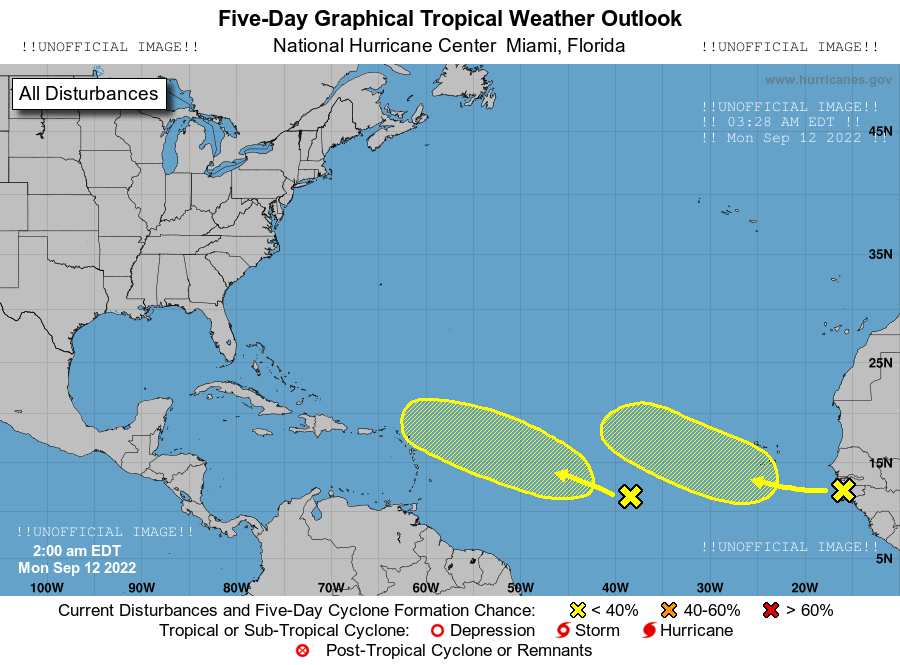 Five-Day Graphical Tropical Weather Outlook
!!UNOFFICIAL IMAGE!! National Hurricane Center Miami, Florida !!UNOFFICIAL IMAGE!!
www.hurricanes.gov
All Disturbances
!!UNOFFICIAL IMAGE!!
!! 03:28 AM EDT !!
!! Mon Sep 12 2022 !!
45N
35N
25N
15N
!!UNOFFICIAL IMAGE!!
2:00 am EDT
Mon Sep 12 2022
!!UNOFFICIAL IMAGE!!
5N
100W 90W 80W 70W 60W 50W 40W 30W 20W
Current Disturbances and Five-Day Cyclone Formation Chance: < 40% 40-60% > 60%
Tropical or Sub-Tropical Cyclone: Depression Storm Hurricane
Post-Tropical Cyclone or Remnants